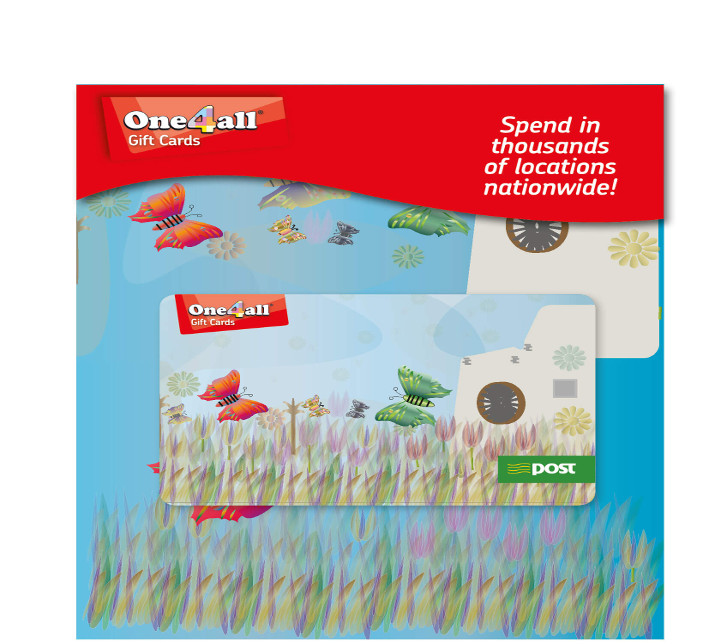 One4all
Gift Cards
Spend in
thousands
of locations
nationwide!
One4all
Gift Cards
post